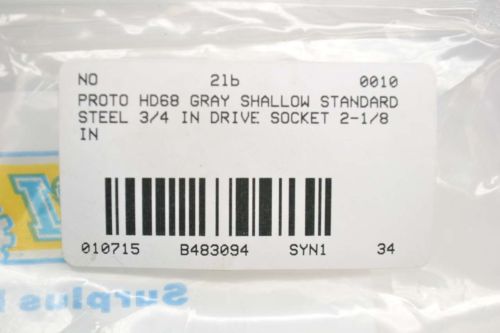 NO 21b 0010
PROTO HD68 GRAY SHALLOW STANDARD
STEEL 3/4 IN DRIVE SOCKET 2-1/8
IN
010715 B483094 SYN1 34
Surplus